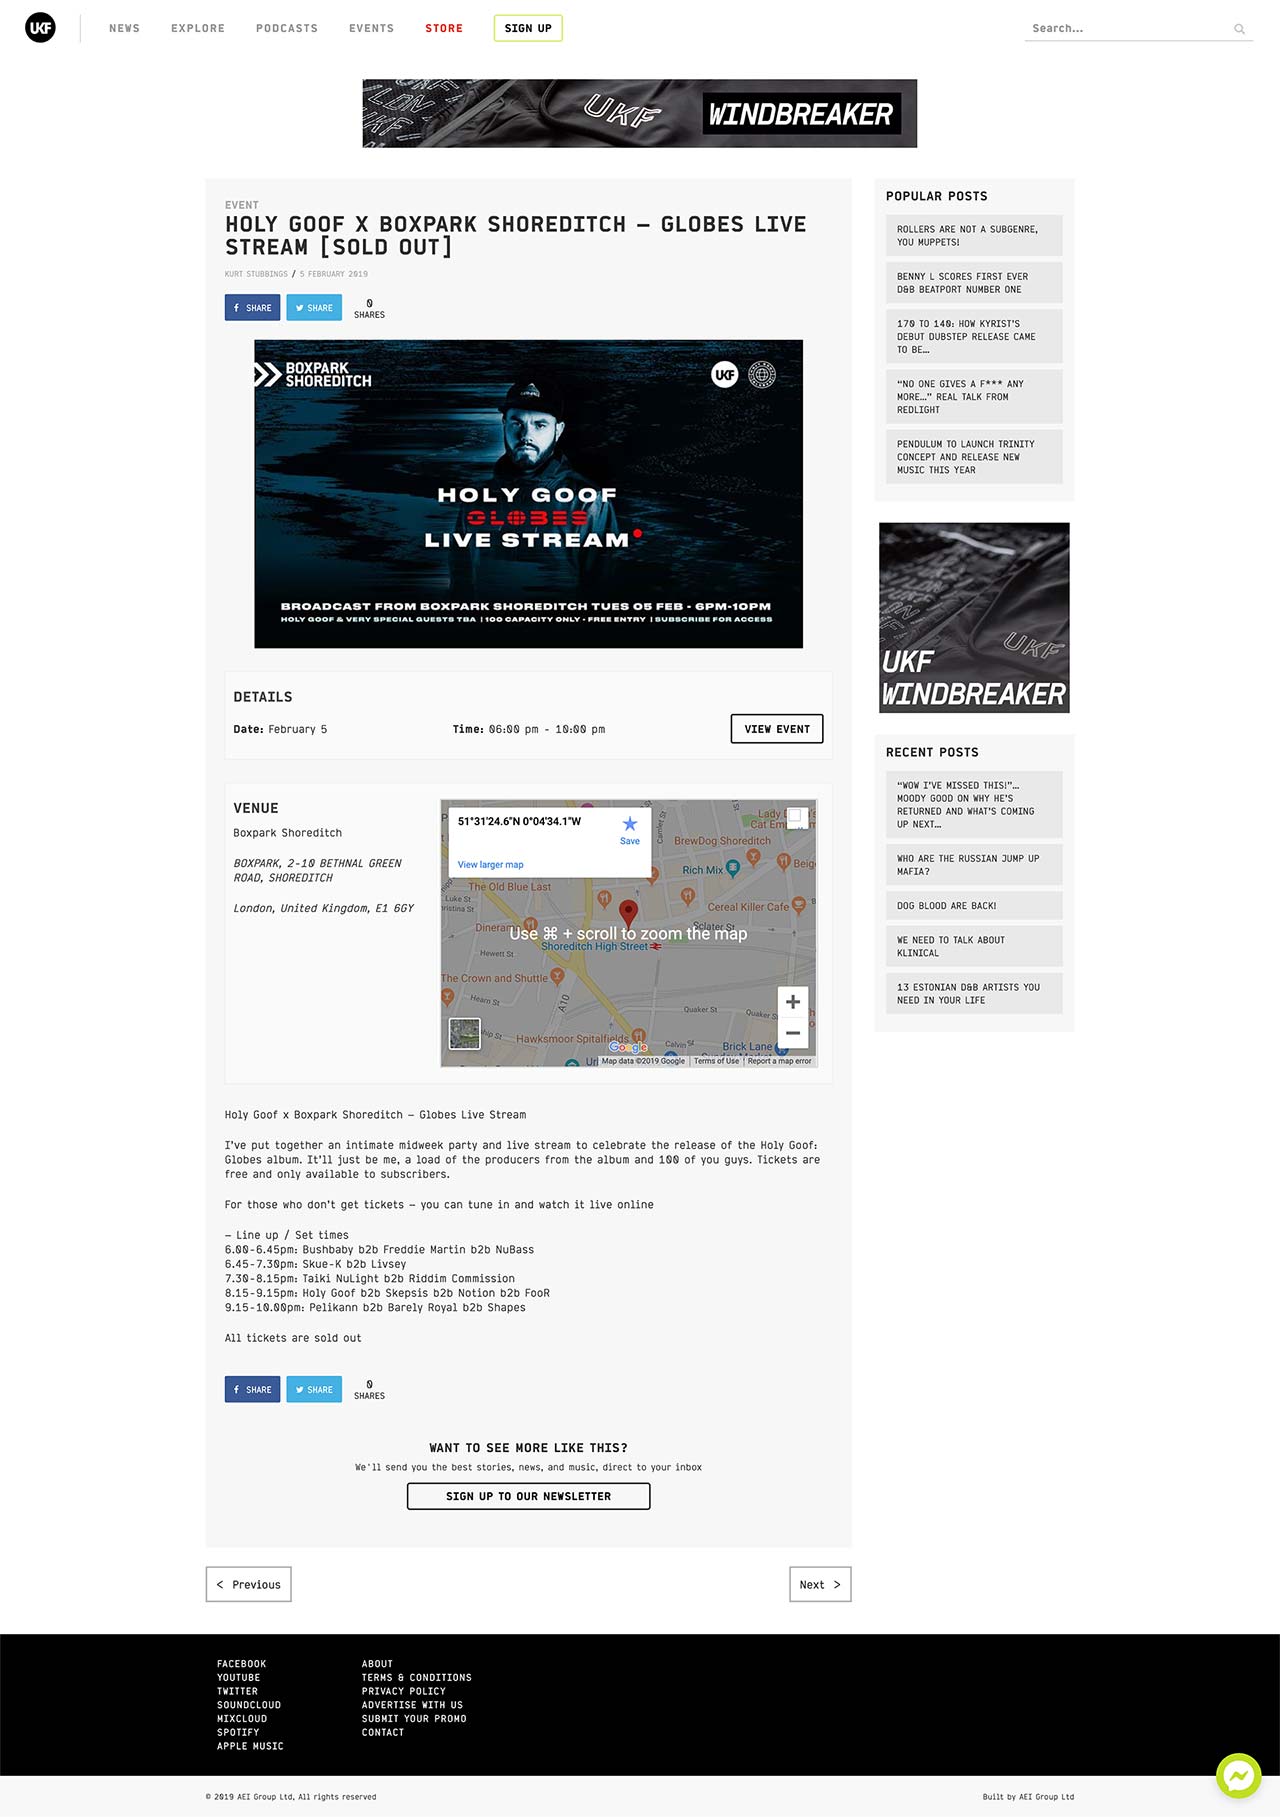 UKF
NEWS
EXPLORE
PODCASTS
EVENTS
STORE
SIGN UP
Search...
UKF
WINDBREAKER
EVENT
HOLY GOOF X BOXPARK SHOREDITCH – GLOBES LIVE
STREAM [SOLD OUT]
KURT STUBBINGS / 5 FEBRUARY 2019
SHARE
SHARE
0
SHARES
BOXPARK
SHOREDITCH
UKF
HOLY GOOF
GLOBES
LIVE STREAM
BROADCAST FROM BOXPARK SHOREDITCH TUES 05 FEB - 6PM-10PM
HOLY GOOF & VERY SPECIAL GUESTS TBA | 100 CAPACITY ONLY - FREE ENTRY | SUBSCRIBE FOR ACCESS
DETAILS
Date: February 5
Time: 06:00 pm - 10:00 pm
VIEW EVENT
VENUE
Boxpark Shoreditch
BOXPARK, 2-10 BETHNAL GREEN
ROAD, SHOREDITCH
London, United Kingdom, E1 6GY
51°31'24.6"N 0°04'34.1"W
Save
View larger map
Camlet St
BrewDog Shoreditch
Rich Mix
The Old Blue Last
Luke St
Cereal Killer Cafe
Sclater St
Use ⌘ + scroll to zoom the map
Shoreditch High Street
Hewett St
The Crown and Shuttle
Hearn St
A10
Quaker St
Quaker St
Hawksmoor Spitalfields
Calvin St
Brick Lane
Google
Map data ©2019 Google
Terms of Use
Report a map error
Holy Goof x Boxpark Shoreditch – Globes Live Stream
I've put together an intimate midweek party and live stream to celebrate the release of the Holy Goof:
Globes album. It'll just be me, a load of the producers from the album and 100 of you guys. Tickets are
free and only available to subscribers.
For those who don't get tickets – you can tune in and watch it live online
– Line up / Set times
6.00-6.45pm: Bushbaby b2b Freddie Martin b2b NuBass
6.45-7.30pm: Skue-K b2b Livsey
7.30-8.15pm: Taiki NuLight b2b Riddim Commission
8.15-9.15pm: Holy Goof b2b Skepsis b2b Notion b2b FooR
9.15-10.00pm: Pelikann b2b Barely Royal b2b Shapes
All tickets are sold out
SHARE
SHARE
0
SHARES
WANT TO SEE MORE LIKE THIS?
We'll send you the best stories, news, and music, direct to your inbox
SIGN UP TO OUR NEWSLETTER
< Previous
Next >
POPULAR POSTS
ROLLERS ARE NOT A SUBGENRE,
YOU MUPPETS!
BENNY L SCORES FIRST EVER
D&B BEATPORT NUMBER ONE
170 TO 140: HOW KYRIST'S
DEBUT DUBSTEP RELEASE CAME
TO BE…
“NO ONE GIVES A F*** ANY
MORE…” REAL TALK FROM
REDLIGHT
PENDULUM TO LAUNCH TRINITY
CONCEPT AND RELEASE NEW
MUSIC THIS YEAR
UKF
UKF
WINDBREAKER
RECENT POSTS
“WOW I'VE MISSED THIS!”…
MOODY GOOD ON WHY HE'S
RETURNED AND WHAT'S COMING
UP NEXT…
WHO ARE THE RUSSIAN JUMP UP
MAFIA?
DOG BLOOD ARE BACK!
WE NEED TO TALK ABOUT
KLINICAL
13 ESTONIAN D&B ARTISTS YOU
NEED IN YOUR LIFE
FACEBOOK
YOUTUBE
TWITTER
SOUNDCLOUD
MIXCLOUD
SPOTIFY
APPLE MUSIC
ABOUT
TERMS & CONDITIONS
PRIVACY POLICY
ADVERTISE WITH US
SUBMIT YOUR PROMO
CONTACT
© 2019 AEI Group Ltd, All rights reserved
Built by AEI Group Ltd